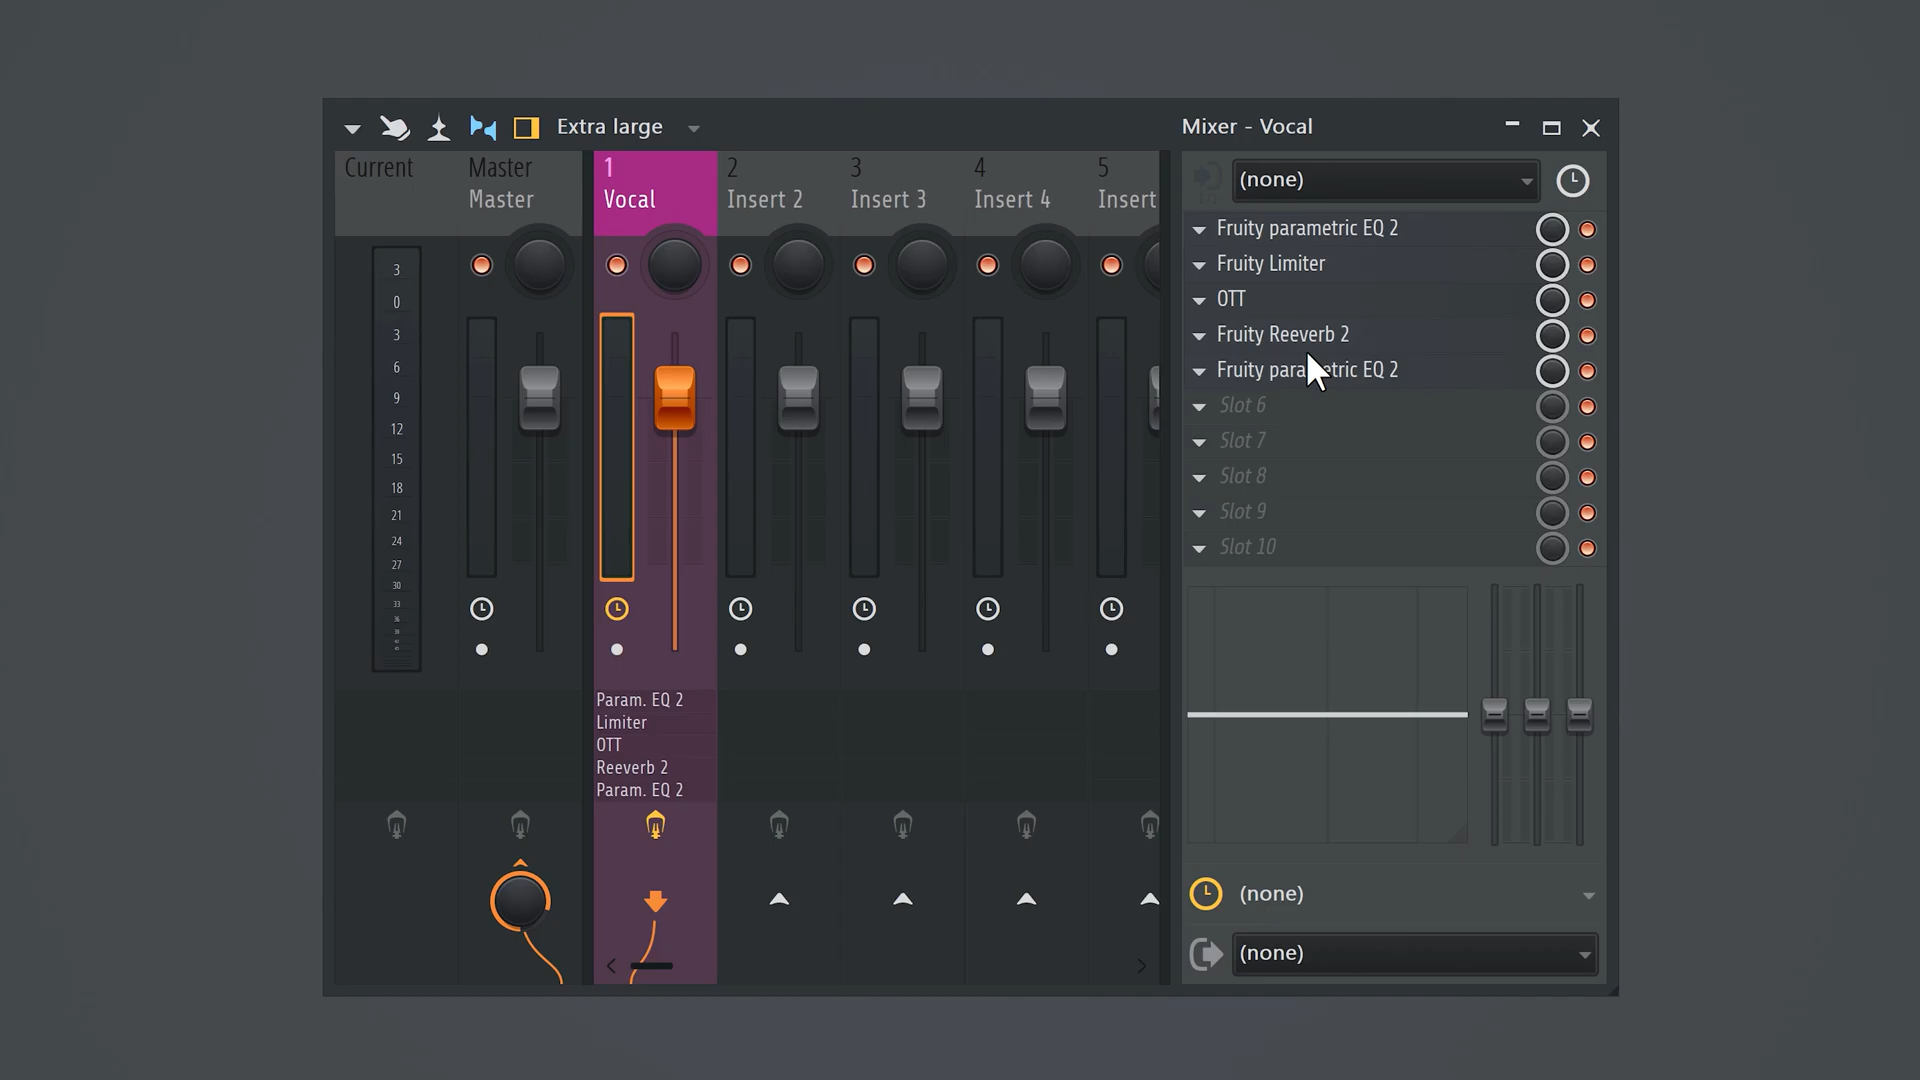 Extra large
Mixer - Vocal
Current
Master
Master
1
Vocal
2
Insert 2
3
Insert 3
4
Insert 4
5
Insert
3
0
3
6
9
12
15
18
21
24
27
30
33
Param. EQ 2
Limiter
OTT
Reeverb 2
Param. EQ 2
(none)
Fruity parametric EQ 2
Fruity Limiter
OTT
Fruity Reeverb 2
Fruity parametric EQ 2
Slot 6
Slot 7
Slot 8
Slot 9
Slot 10
(none)
(none)